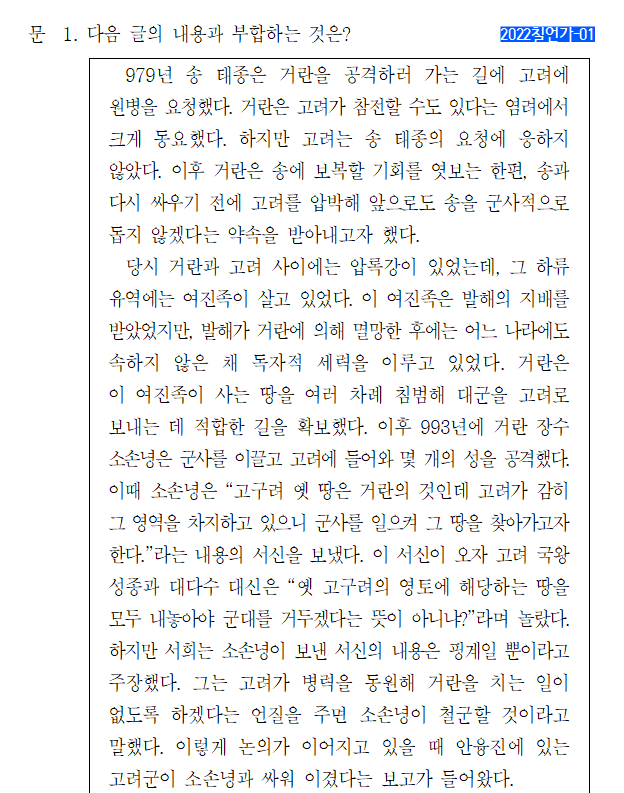 문 1. 다음 글의 내용과 부합하는 것은?
2022칠언가-01
979년 송 태종은 거란을 공격하러 가는 길에 고려에
원병을 요청했다. 거란은 고려가 참전할 수도 있다는 염려에서
크게 동요했다. 하지만 고려는 송 태종의 요청에 응하지
않았다. 이후 거란은 송에 보복할 기회를 엿보는 한편, 송과
다시 싸우기 전에 고려를 압박해 앞으로도 송을 군사적으로
돕지 않겠다는 약속을 받아내고자 했다.
당시 거란과 고려 사이에는 압록강이 있었는데, 그 하류
유역에는 여진족이 살고 있었다. 이 여진족은 발해의 지배를
받았었지만, 발해가 거란에 의해 멸망한 후에는 어느 나라에도
속하지 않은 채 독자적 세력을 이루고 있었다. 거란은
이 여진족이 사는 땅을 여러 차례 침범해 대군을 고려로
보내는 데 적합한 길을 확보했다. 이후 993년에 거란 장수
소손녕은 군사를 이끌고 고려에 들어와 몇 개의 성을 공격했다.
이때 소손녕은 “고구려 옛 땅은 거란의 것인데 고려가 감히
그 영역을 차지하고 있으니 군사를 일으켜 그 땅을 찾아가고자
한다.”라는 내용의 서신을 보냈다. 이 서신이 오자 고려 국왕
성종과 대다수 대신은 “옛 고구려의 영토에 해당하는 땅을
모두 내놓아야 군대를 거두겠다는 뜻이 아니냐?”라며 놀랐다.
하지만 서희는 소손녕이 보낸 서신의 내용은 핑계일 뿐이라고
주장했다. 그는 고려가 병력을 동원해 거란을 치는 일이
없도록 하겠다는 언질을 주면 소손녕이 철군할 것이라고
말했다. 이렇게 논의가 이어지고 있을 때 안융진에 있는
고려군이 소손녕과 싸워 이겼다는 보고가 들어왔다.